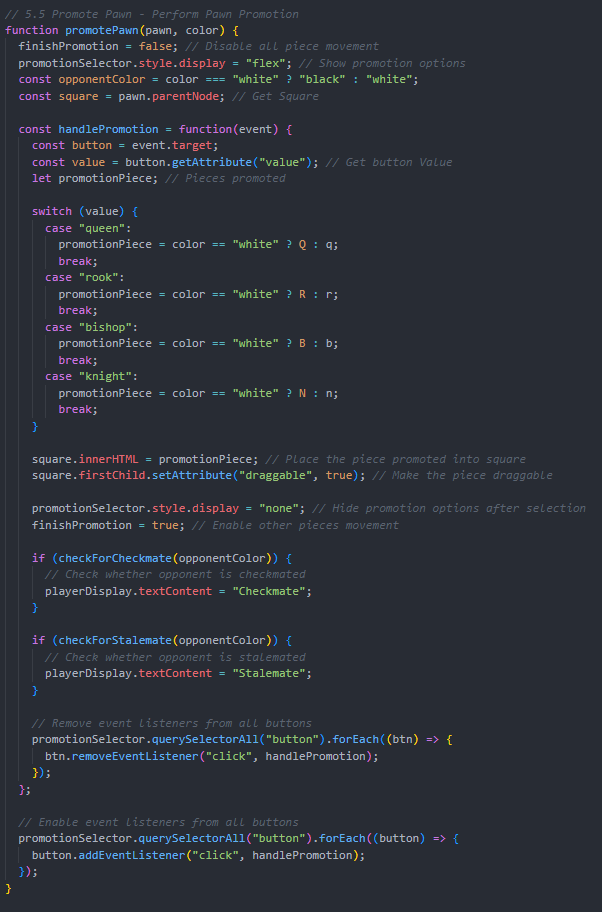 // 5.5 Promote Pawn - Perform Pawn Promotion
function promotePawn(pawn, color) {
  finishPromotion = false; // Disable all piece movement
  promotionSelector.style.display = "flex"; // Show promotion options
  const opponentColor = color === "white" ? "black" : "white";
  const square = pawn.parentNode; // Get Square

  const handlePromotion = function(event) {
    const button = event.target;
    const value = button.getAttribute("value"); // Get button Value
    let promotionPiece; // Pieces promoted

    switch (value) {
      case "queen":
        promotionPiece = color == "white" ? Q : q;
        break;
      case "rook":
        promotionPiece = color == "white" ? R : r;
        break;
      case "bishop":
        promotionPiece = color == "white" ? B : b;
        break;
      case "knight":
        promotionPiece = color == "white" ? N : n;
        break;
    }

    square.innerHTML = promotionPiece; // Place the piece promoted into square
    square.firstChild.setAttribute("draggable", true); // Make the piece draggable

    promotionSelector.style.display = "none"; // Hide promotion options after selection
    finishPromotion = true; // Enable other pieces movement

    if (checkForCheckmate(opponentColor)) {
      // Check whether opponent is checkmated
      playerDisplay.textContent = "Checkmate";
    }

    if (checkForStalemate(opponentColor)) {
      // Check whether opponent is stalemated
      playerDisplay.textContent = "Stalemate";
    }

    // Remove event listeners from all buttons
    promotionSelector.querySelectorAll("button").forEach((btn) => {
      btn.removeEventListener("click", handlePromotion);
    });
  };

  // Enable event listeners from all buttons
  promotionSelector.querySelectorAll("button").forEach((button) => {
    button.addEventListener("click", handlePromotion);
  });
}